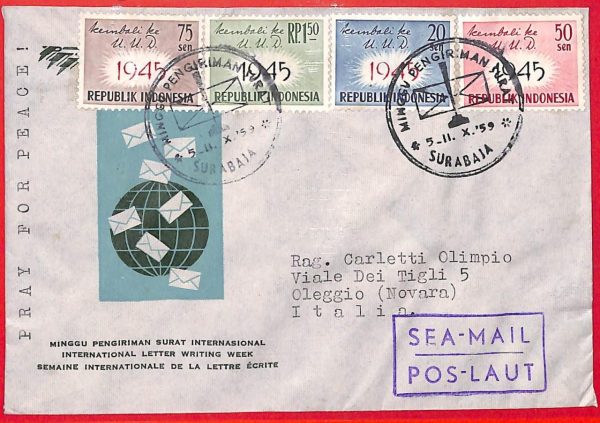 PRAY FOR PEACE!
kembali ke
U.U.D.
75
sen
1945
REPUBLIK INDONESIA
kembali ke
U.U.D.
RP1.50
1945
REPUBLIK INDONESIA
kembali ke
U.U.D.
20
sen
1945
REPUBLIK INDONESIA
kembali ke
U.U.D.
50
sen
1945
REPUBLIK INDONESIA
MINGGU PENGIRIMAN SURAT
* 5-11. X. '59 *
SURABAIA
MINGGU PENGIRIMAN SURAT
* 5-11. X. '59 *
SURABAIA
Rag. Carletti Olimpio
Viale Dei Tigli 5
Oleggio (Novara)
Italia.
SEA-MAIL
POS-LAUT
MINGGU PENGIRIMAN SURAT INTERNASIONAL
INTERNATIONAL LETTER WRITING WEEK
SEMAINE INTERNATIONALE DE LA LETTRE ÉCRITE